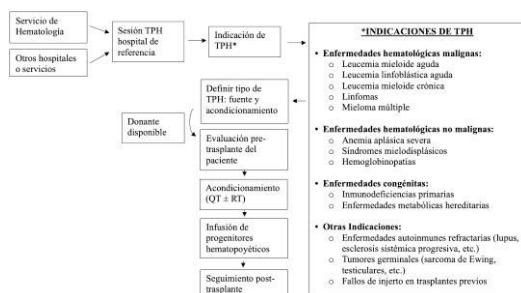 Servicio de
Hematología
Otros hospitales
o servicios
Sesión TPH
hospital de
referencia
Indicación de
TPH*
Definir tipo de
TPH: fuente y
acondicionamiento
Donante
disponible
Evaluación pre-
trasplante del
paciente
Acondicionamiento
(QT ± RT)
Infusión de
progenitores
hematopoyéticos
Seguimiento post-
trasplante
*INDICACIONES DE TPH
• Enfermedades hematológicas malignas:
o Leucemia mieloide aguda
o Leucemia linfoblástica aguda
o Leucemia mieloide crónica
o Linfomas
o Mieloma múltiple
• Enfermedades hematológicas no malignas:
o Anemia aplásica severa
o Síndromes mielodisplásicos
o Hemoglobinopatías
• Enfermedades congénitas:
o Inmunodeficiencias primarias
o Enfermedades metabólicas hereditarias
• Otras Indicaciones:
o Enfermedades autoinmunes refractarias (lupus,
esclerosis sistémica progresiva, etc.)
o Tumores germinales (sarcoma de Ewing,
testiculares, etc.)
o Fallos de injerto en trasplantes previos